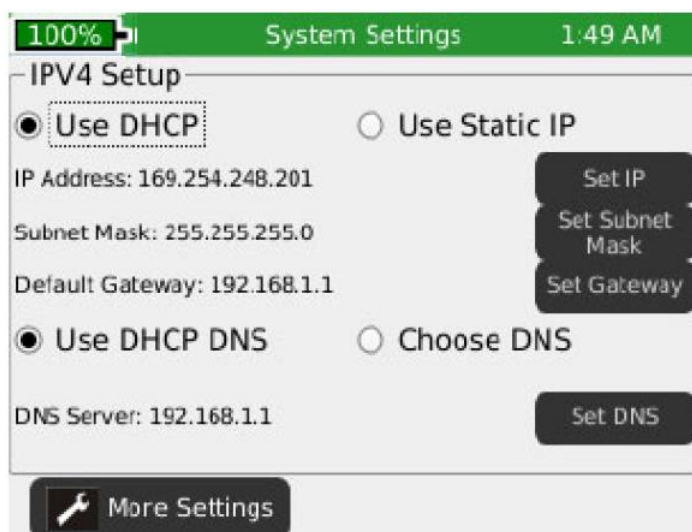 100% System Settings 1:49 AM
IPV4 Setup
Use DHCP Use Static IP
IP Address: 169.254.248.201 Set IP
Subnet Mask: 255.255.255.0 Set Subnet
Mask
Default Gateway: 192.168.1.1 Set Gateway
Use DHCP DNS Choose DNS
DNS Server: 192.168.1.1 Set DNS
More Settings